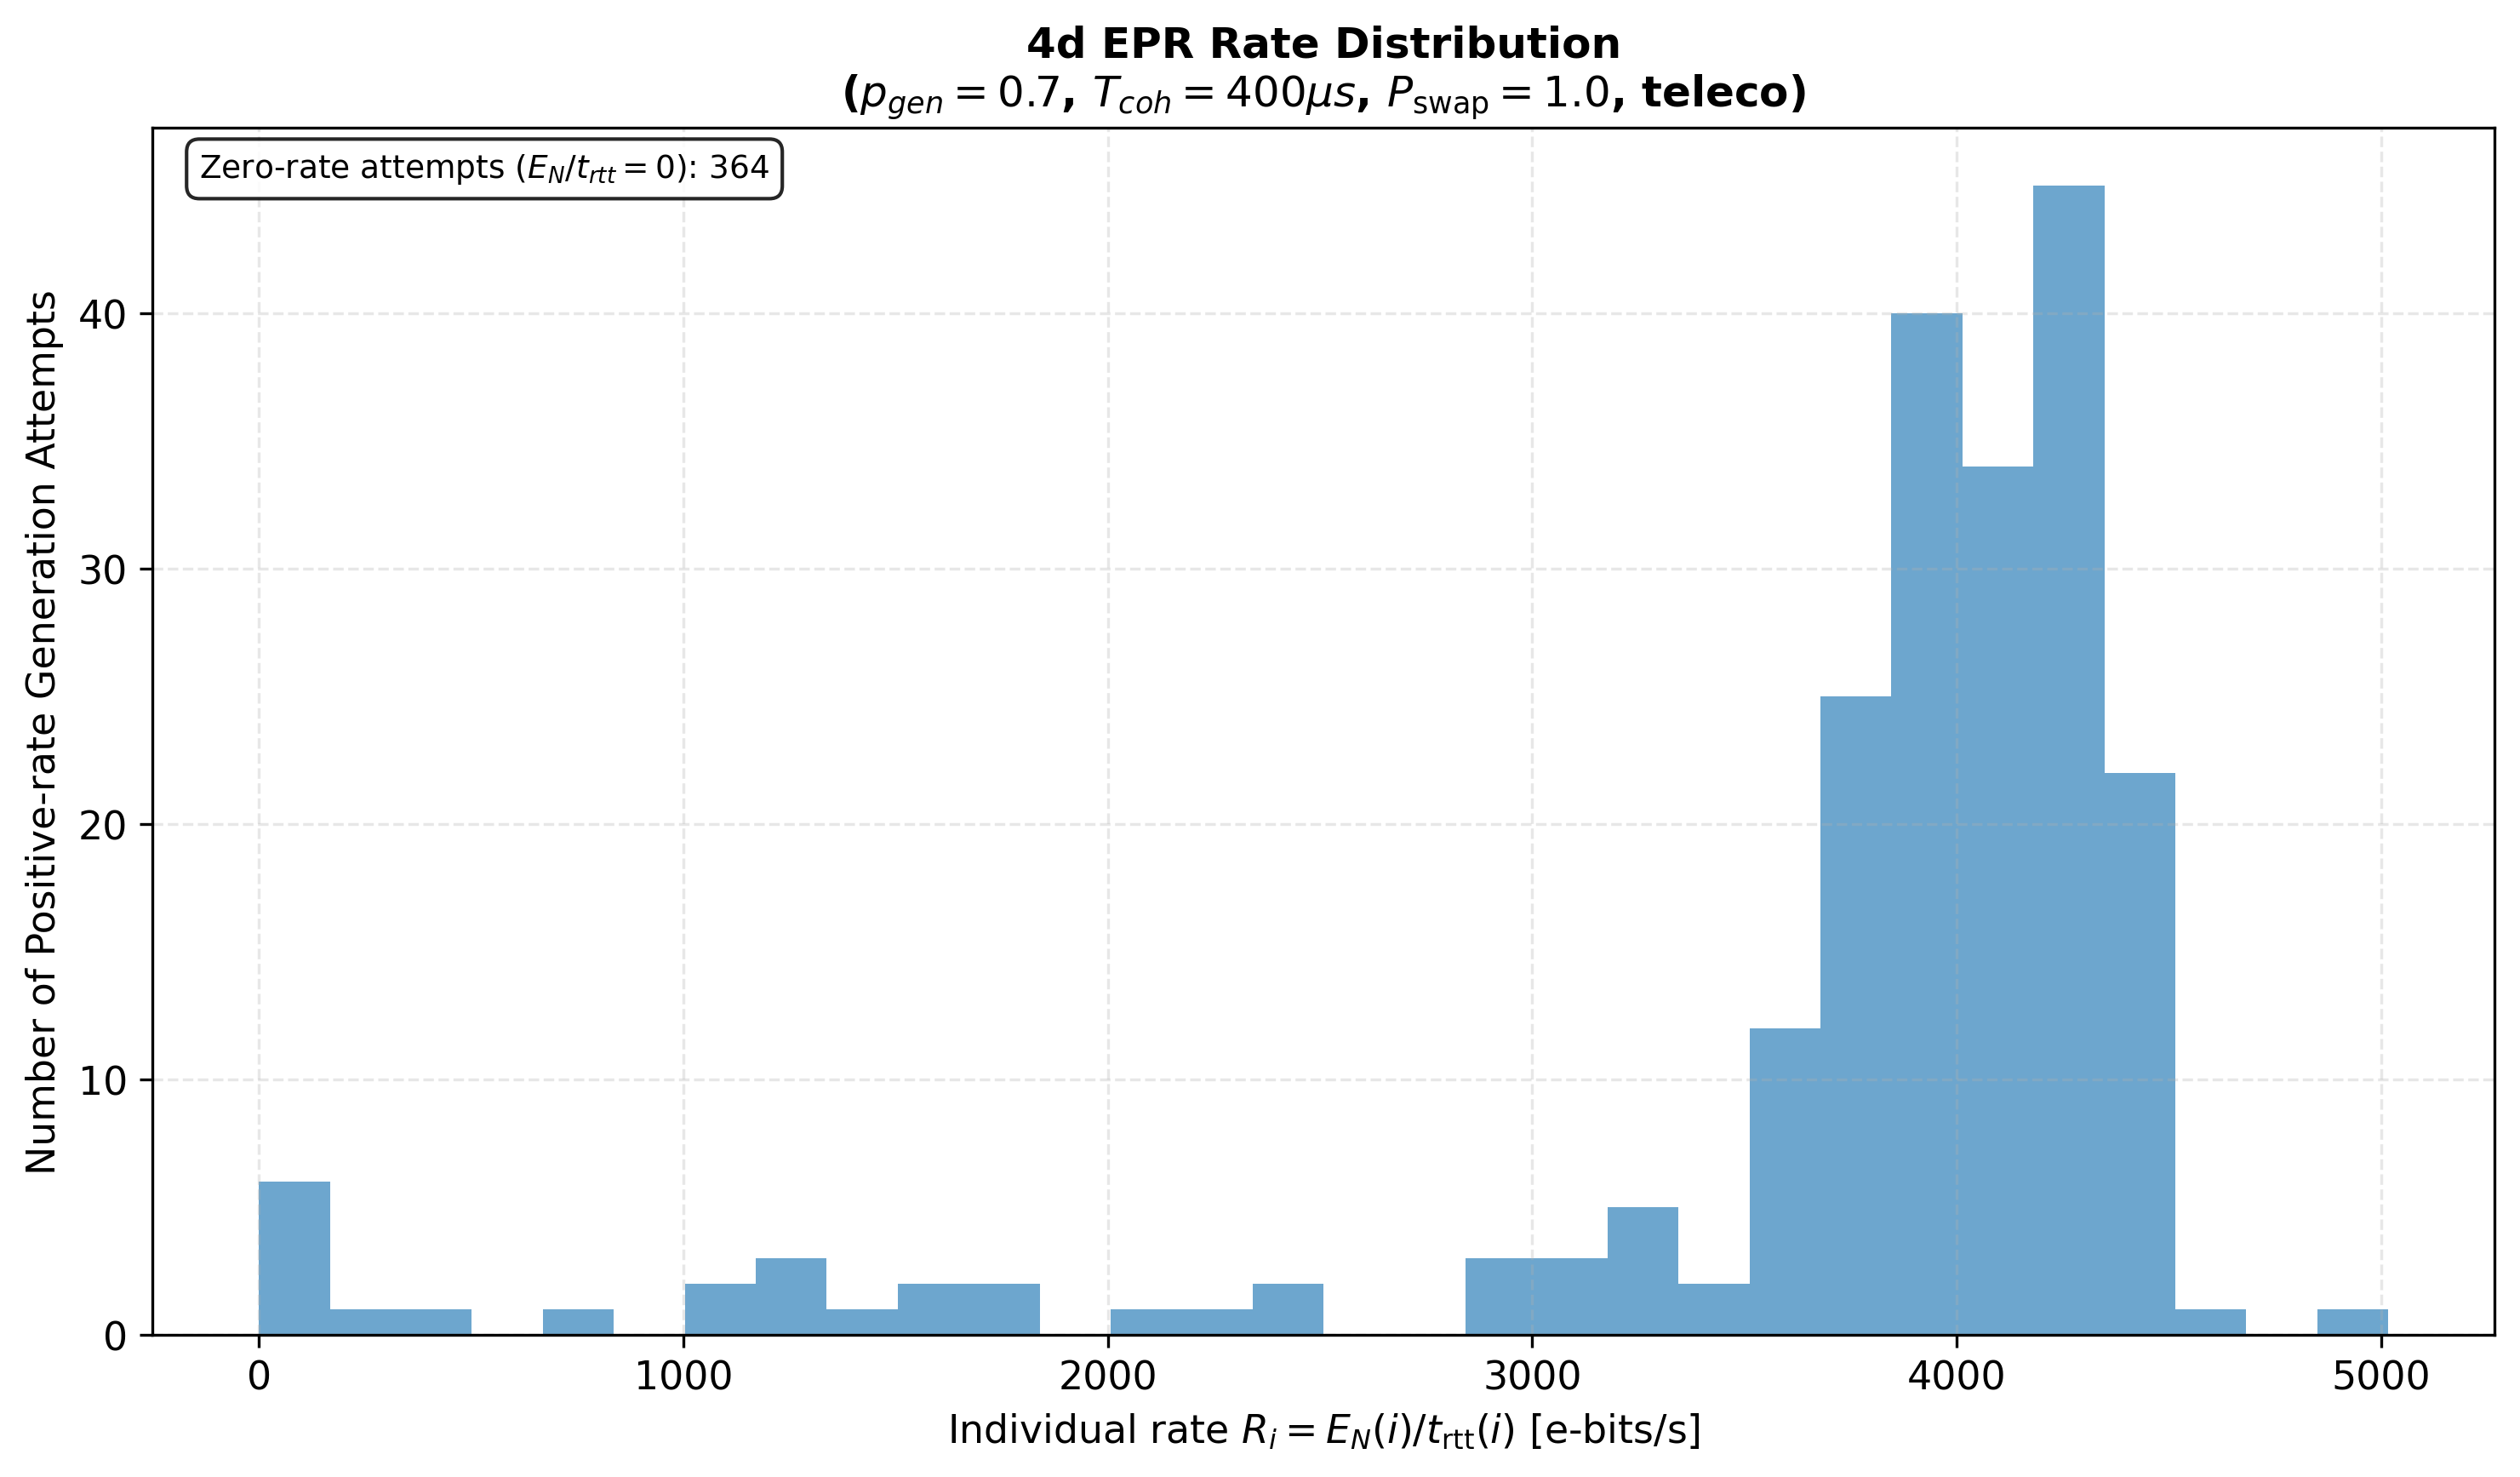 4d EPR Rate Distribution
(p_gen = 0.7, T_coh = 400μs, P_swap = 1.0, teleco)
Zero-rate attempts (E_N/t_rtt = 0): 364
Number of Positive-rate Generation Attempts
40
30
20
10
0
0 1000 2000 3000 4000 5000
Individual rate R_i = E_N(i)/t_rtt(i) [e-bits/s]